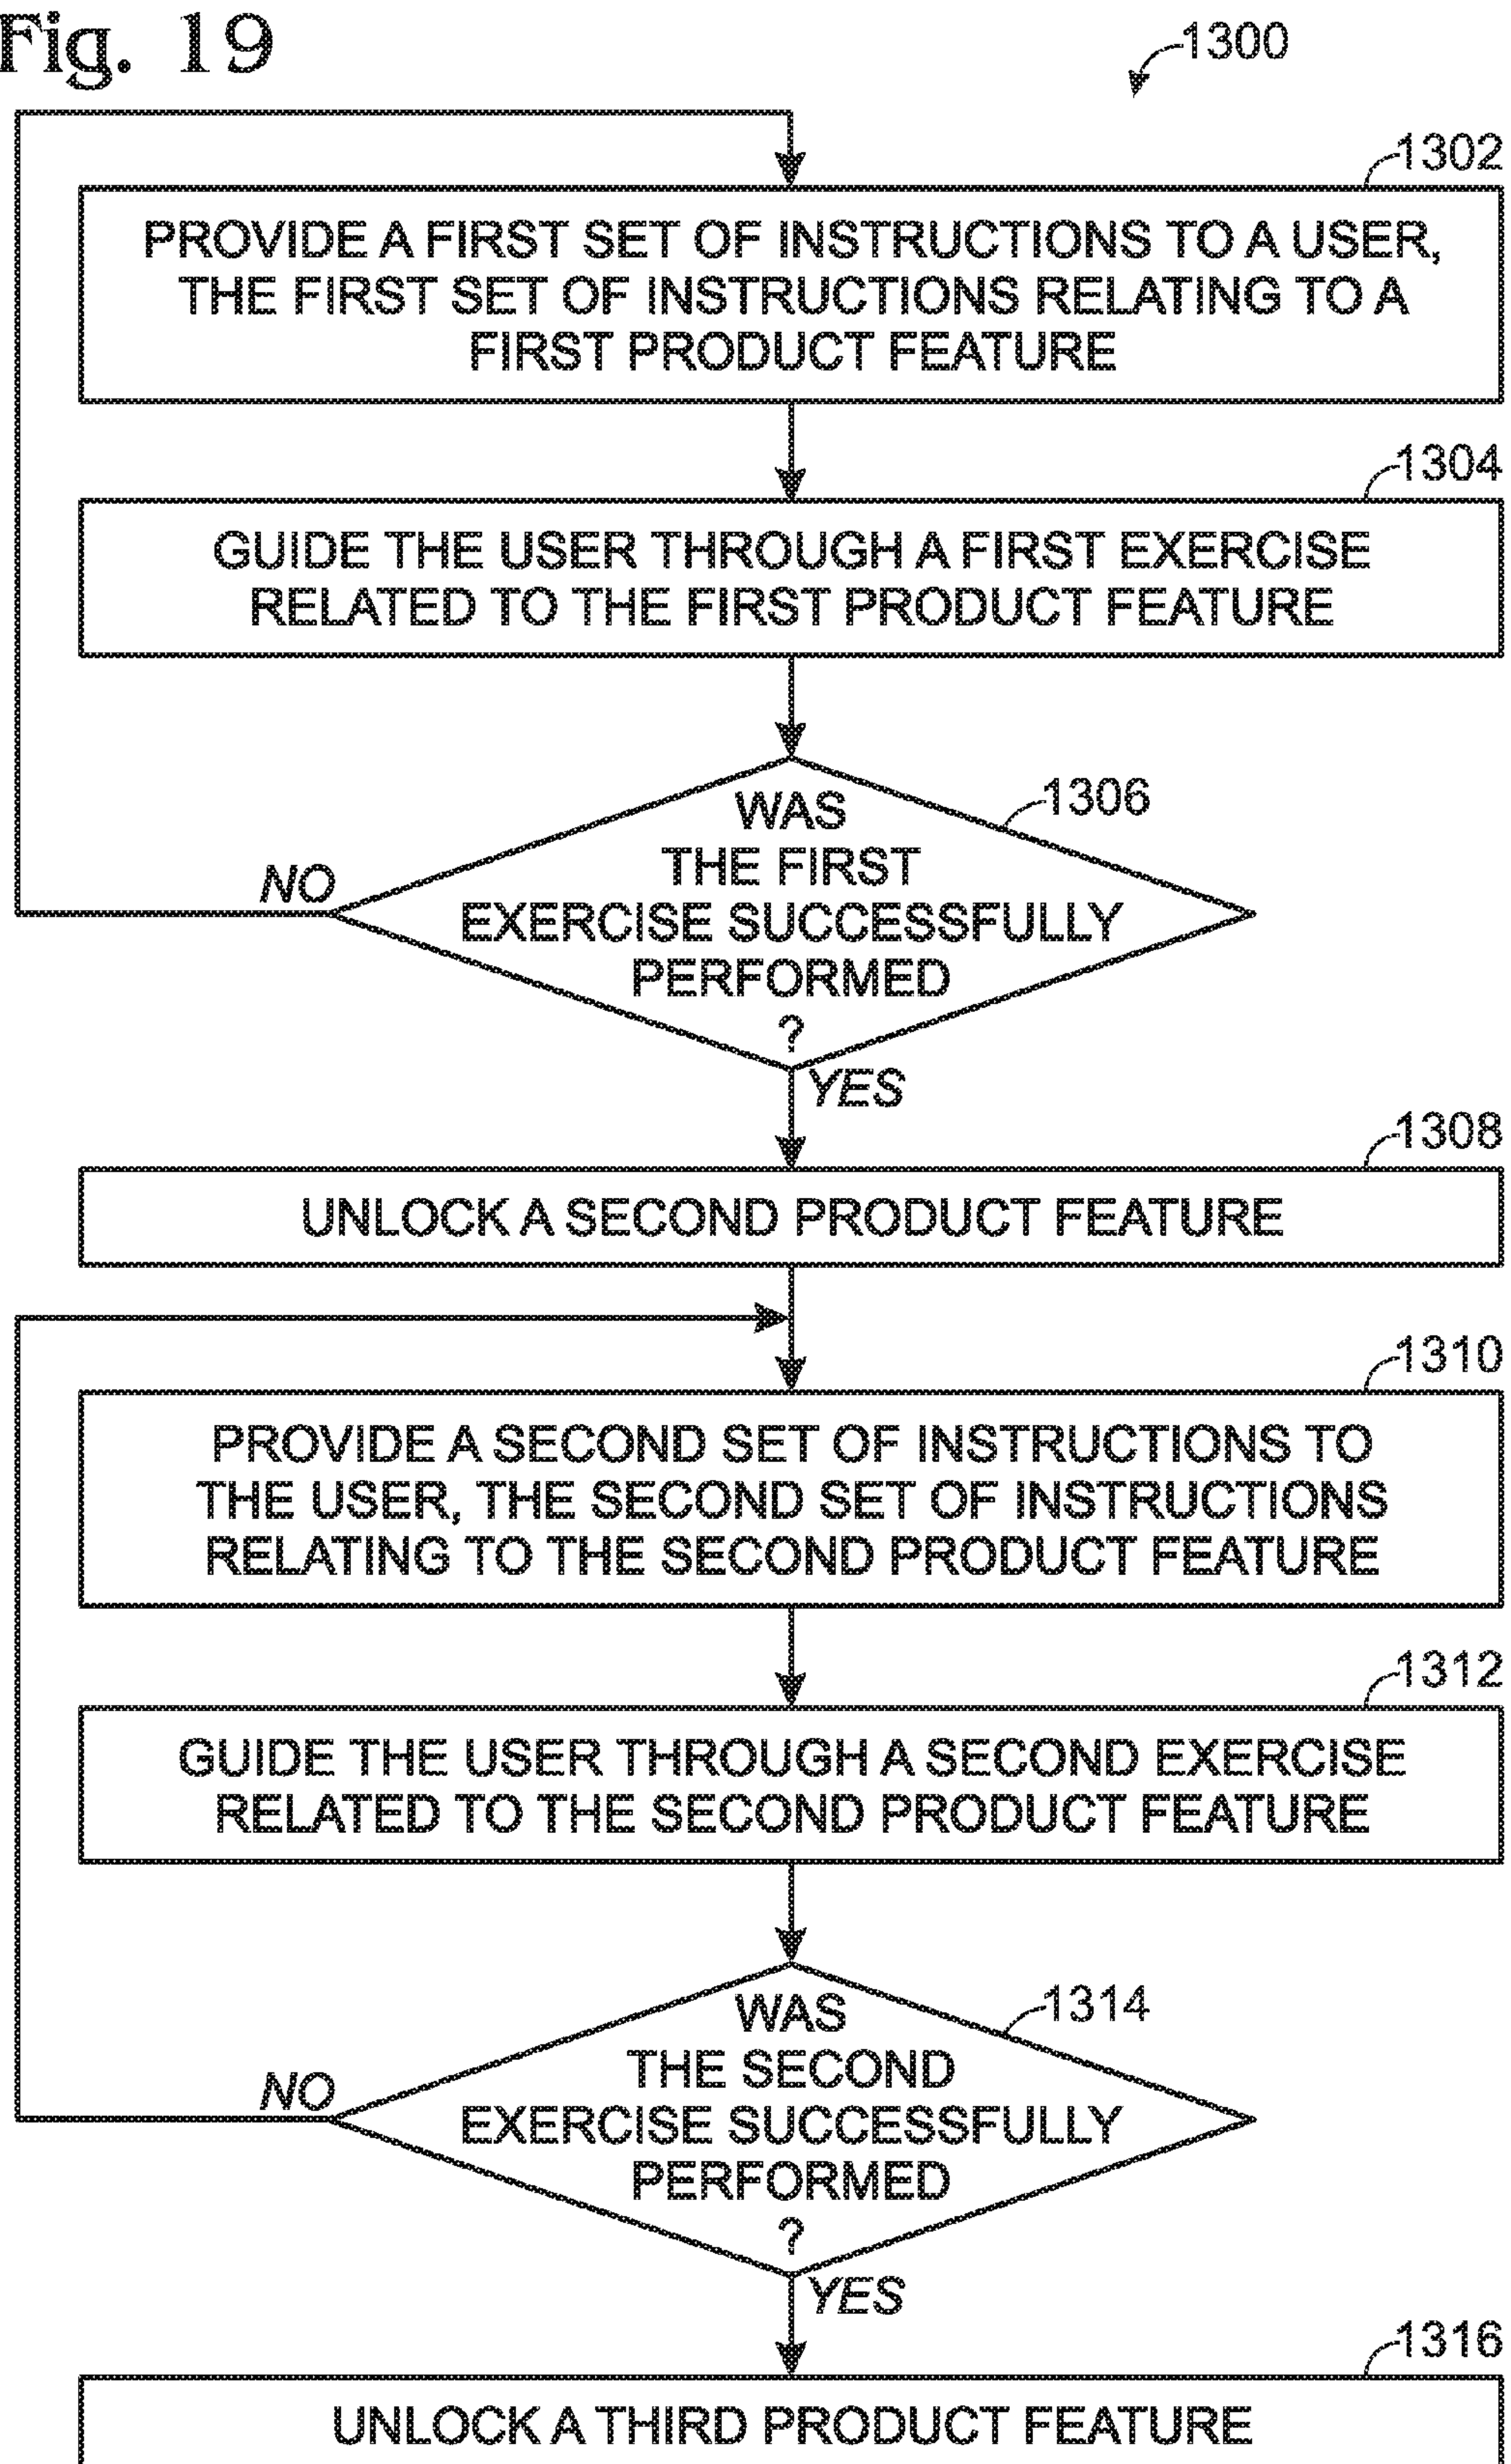 Fig. 19
1300
1302
PROVIDE A FIRST SET OF INSTRUCTIONS TO A USER,
THE FIRST SET OF INSTRUCTIONS RELATING TO A
FIRST PRODUCT FEATURE
1304
GUIDE THE USER THROUGH A FIRST EXERCISE
RELATED TO THE FIRST PRODUCT FEATURE
1306
WAS
THE FIRST
EXERCISE SUCCESSFULLY
PERFORMED
?
NO
YES
1308
UNLOCK A SECOND PRODUCT FEATURE
1310
PROVIDE A SECOND SET OF INSTRUCTIONS TO
THE USER, THE SECOND SET OF INSTRUCTIONS
RELATING TO THE SECOND PRODUCT FEATURE
1312
GUIDE THE USER THROUGH A SECOND EXERCISE
RELATED TO THE SECOND PRODUCT FEATURE
1314
WAS
THE SECOND
EXERCISE SUCCESSFULLY
PERFORMED
?
NO
YES
1316
UNLOCK A THIRD PRODUCT FEATURE